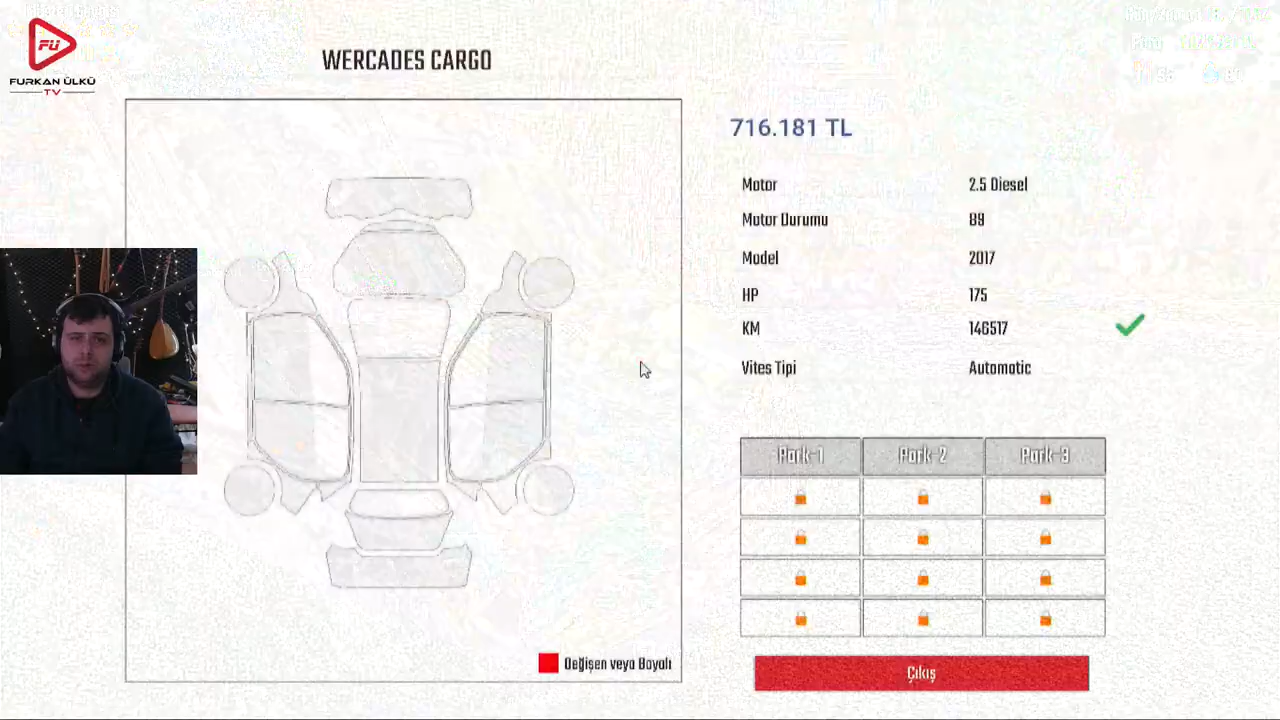 FU
FURKAN ÜLKÜ
TV
WERCADES CARGO
716.181 TL
Motor 2.5 Diesel
Motor Durumu 89
Model 2017
HP 175
KM 146517
Vites Tipi Automatic
Park-1 Park-2 Park-3
Değişen veya Boyalı
Çıkış